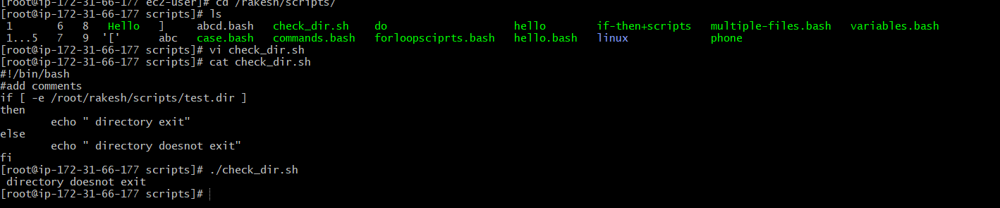 [root@ip-172-31-66-177 ec2-user]# cd /rakesh/scripts/
[root@ip-172-31-66-177 scripts]# ls
 1       6   8   Hello   ]     abcd.bash   check_dir.sh    do                    hello        if-then+scripts   multiple-files.bash   variables.bash
 1...5   7   9  '['      abc   case.bash   commands.bash   forloopsciprts.bash   hello.bash   linux             phone
[root@ip-172-31-66-177 scripts]# vi check_dir.sh
[root@ip-172-31-66-177 scripts]# cat check_dir.sh
#!/bin/bash
#add comments
if [ -e /root/rakesh/scripts/test.dir ]
then
        echo " directory exit"
else
        echo " directory doesnot exit"
fi
[root@ip-172-31-66-177 scripts]# ./check_dir.sh
 directory doesnot exit
[root@ip-172-31-66-177 scripts]#